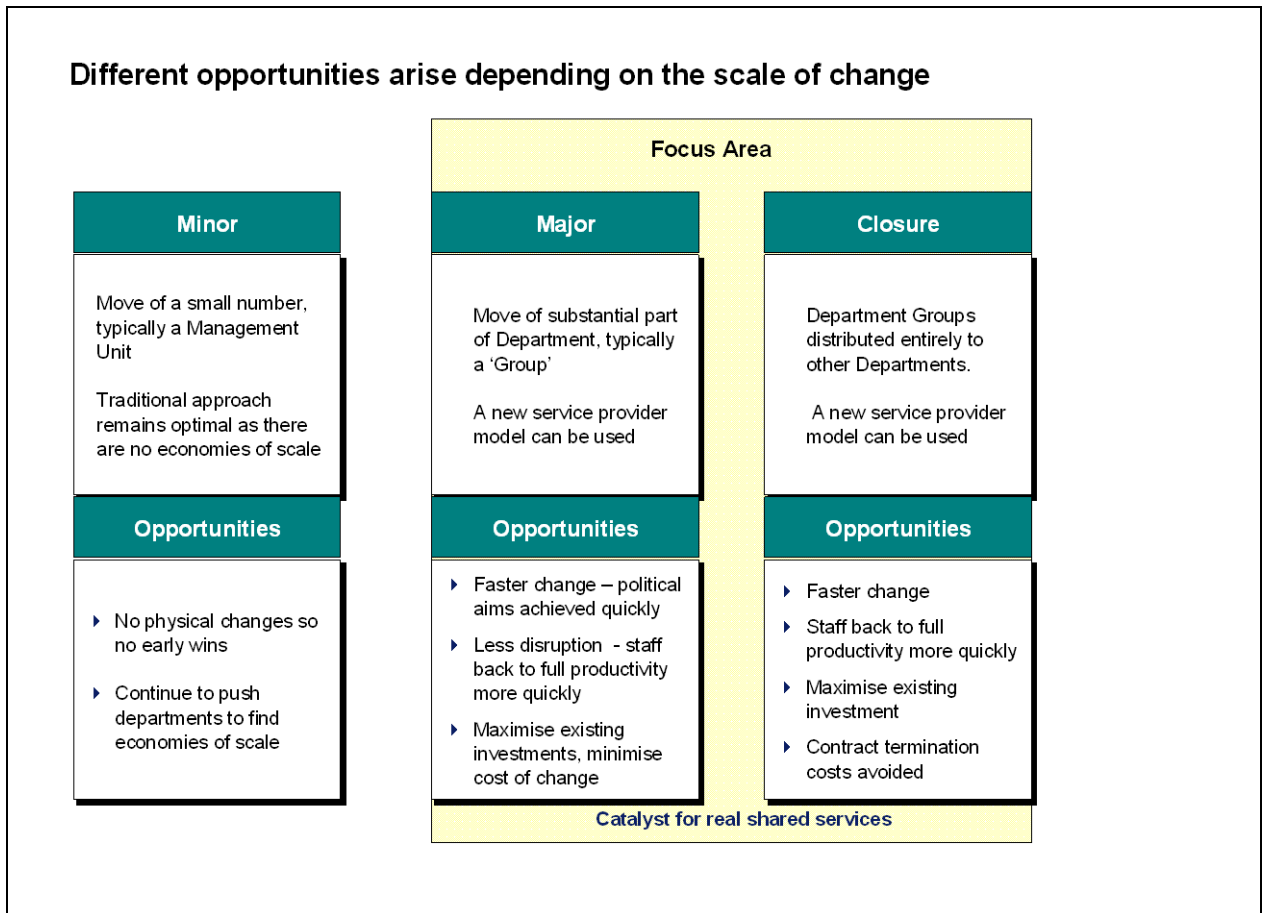 Different opportunities arise depending on the scale of change
Focus Area
Minor
Move of a small number,
typically a Management
Unit
Traditional approach
remains optimal as there
are no economies of scale
Opportunities
No physical changes so
no early wins
Continue to push
departments to find
economies of scale
Major
Move of substantial part
of Department, typically
a ‘Group’
A new service provider
model can be used
Opportunities
Faster change – political
aims achieved quickly
Less disruption - staff
back to full productivity
more quickly
Maximise existing
investments, minimise
cost of change
Closure
Department Groups
distributed entirely to
other Departments.
A new service provider
model can be used
Opportunities
Faster change
Staff back to full
productivity more quickly
Maximise existing
investment
Contract termination
costs avoided
Catalyst for real shared services